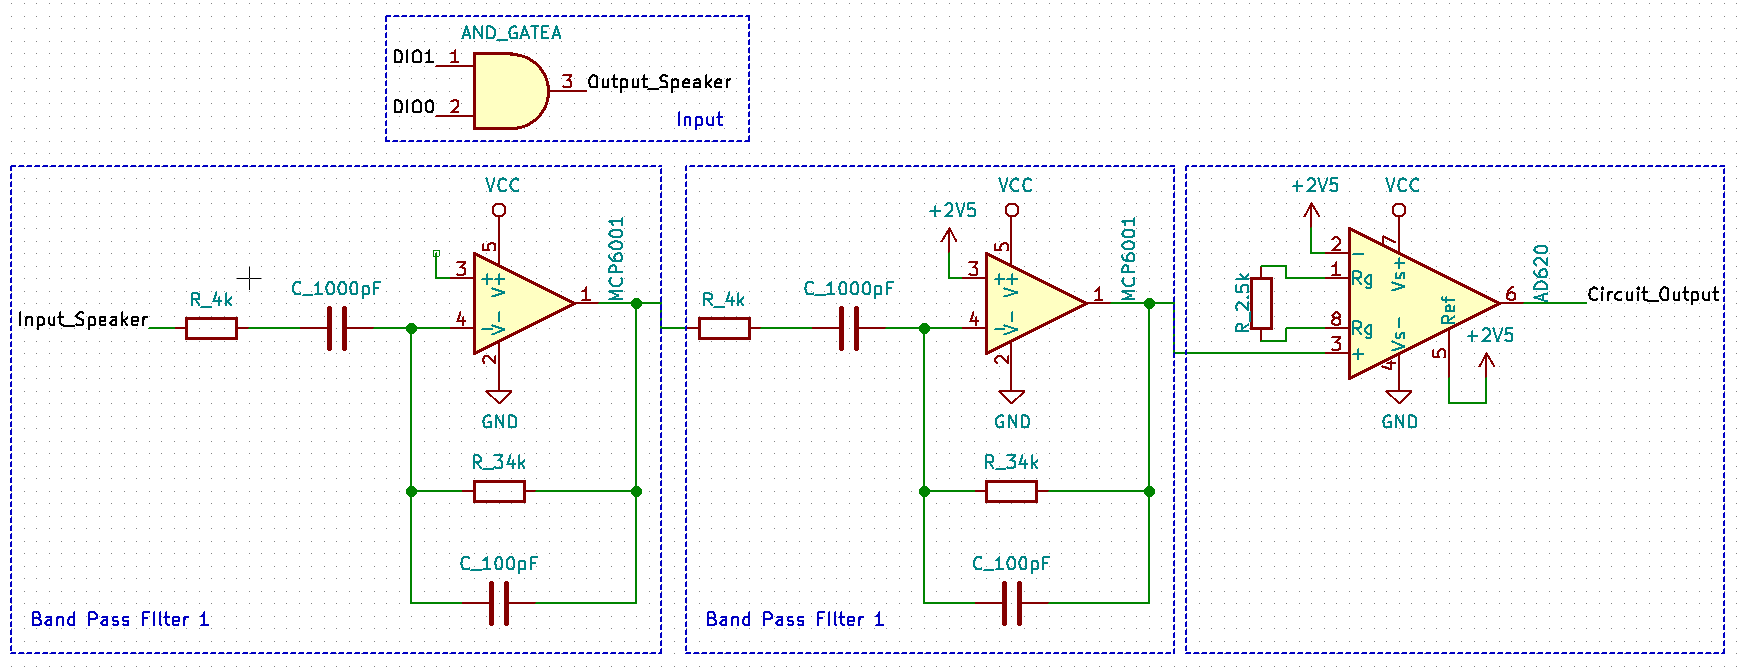 AND_GATEA
DIO1
1
DIO0
2
3
Output_Speaker
Input
VCC
5
MCP6001
3
+
V+
1
R_4k
C_1000pF
Input_Speaker
4
-
V-
2
GND
R_34k
C_100pF
Band Pass FIlter 1
VCC
+2V5
5
MCP6001
3
+
V+
1
R_4k
C_1000pF
4
-
V-
2
GND
R_34k
C_100pF
Band Pass FIlter 1
+2V5
VCC
7
2
-
Vs+
1
Rg
R_2.5k
AD620
6
Circuit_Output
8
Rg
Ref
3
+
Vs-
4
5
+2V5
GND